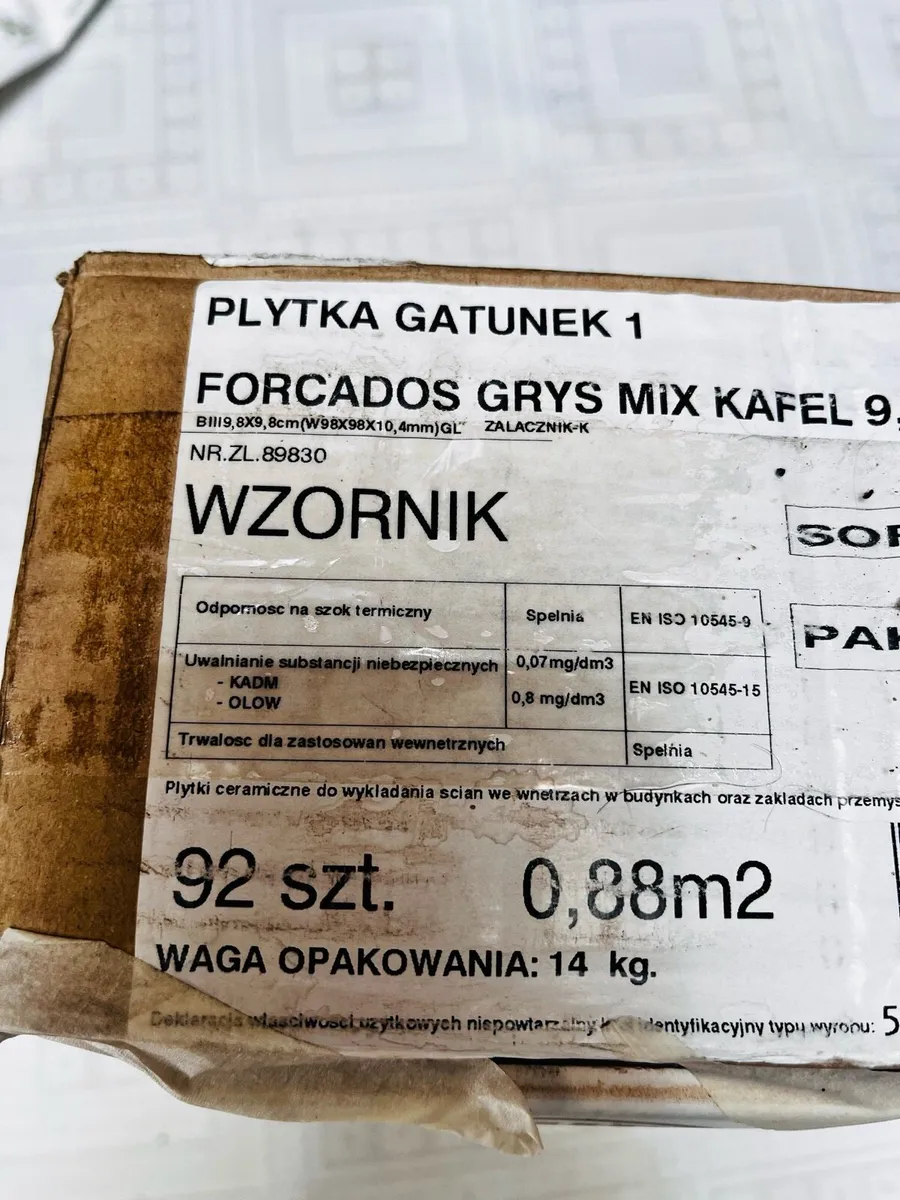 PLYTKA GATUNEK 1
FORCADOS GRYS MIX KAFEL 9,
BIII9,8X9,8cm(W98X98X10,4mm)GL ZALACZNIK-K
NR.ZL.89830
WZORNIK
SOR
PAK
Odpornosc na szok termiczny Spelnia EN ISO 10545-9
Uwalnianie substancji niebezpiecznych 0,07mg/dm3
- KADM
- OLOW 0,8 mg/dm3 EN ISO 10545-15
Trwalosc dla zastosowan wewnetrznych Spelnia
Plytki ceramiczne do wykladania scian we wnetrzach w budynkach oraz zakladach przemys
92 szt. 0,88m2
WAGA OPAKOWANIA: 14 kg.
Deklaracja wlasciwosci uzytkowych niepowtarzalny identyfikacyjny typu wyrobu: 5